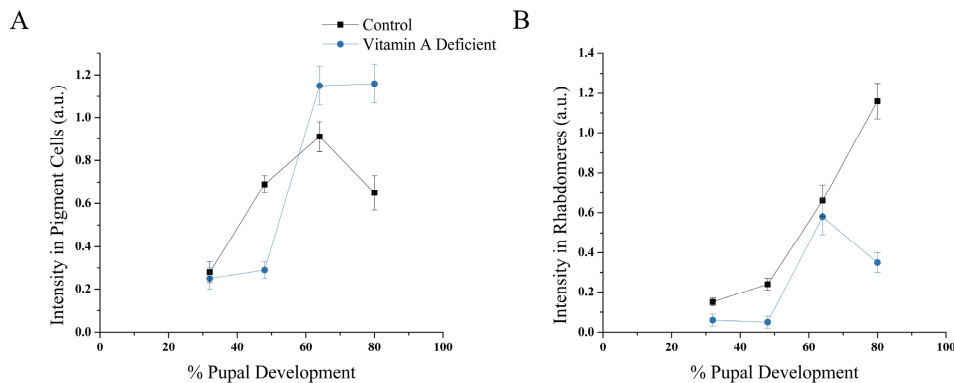 A
Control
Vitamin A Deficient
B
Intensity in Pigment Cells (a.u.)
1.2
1.0
0.8
0.6
0.4
0.2
0.0
0 20 40 60 80 100
% Pupal Development
Intensity in Rhabdomeres (a.u.)
1.4
1.2
1.0
0.8
0.6
0.4
0.2
0.0
0 20 40 60 80 100
% Pupal Development